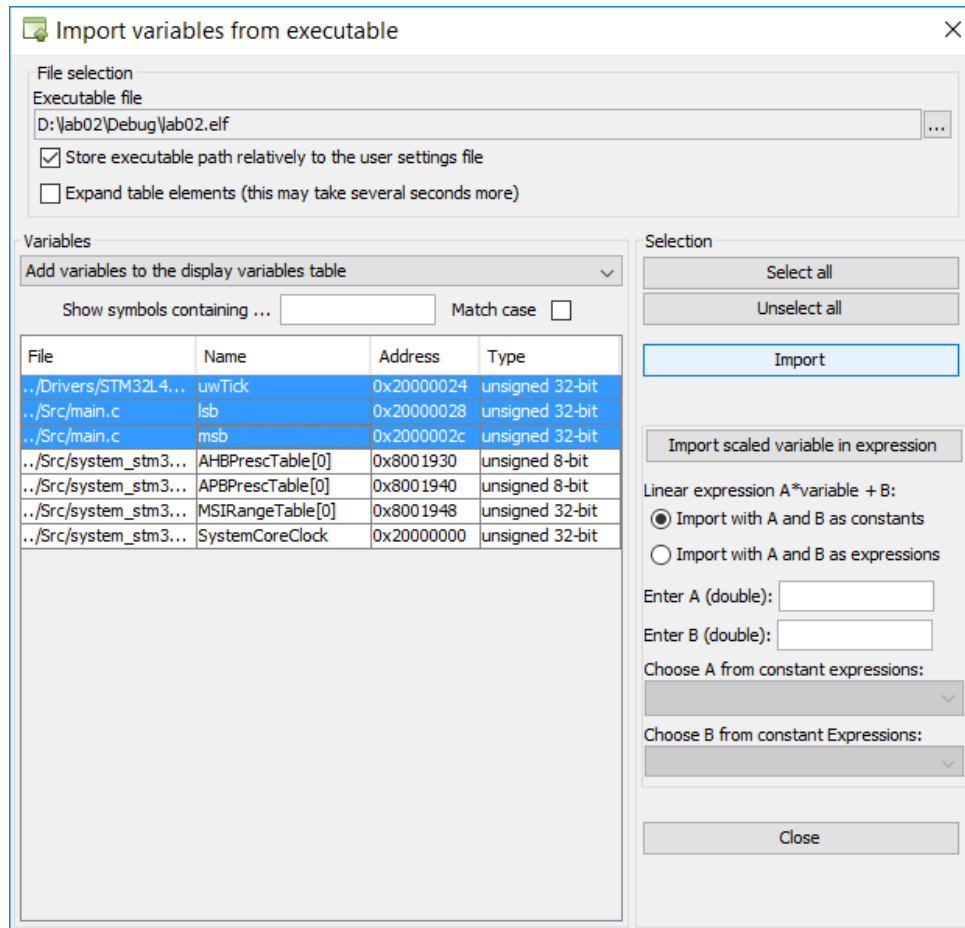 Import variables from executable
File selection
Executable file
D:\lab02\Debug\lab02.elf
...
Store executable path relatively to the user settings file
Expand table elements (this may take several seconds more)
Variables
Add variables to the display variables table
Show symbols containing ... Match case
File Name Address Type
../Drivers/STM32L4... uwTick 0x20000024 unsigned 32-bit
../Src/main.c lsb 0x20000028 unsigned 32-bit
../Src/main.c msb 0x2000002c unsigned 32-bit
../Src/system_stm3... AHBPrescTable[0] 0x8001930 unsigned 8-bit
../Src/system_stm3... APBPrescTable[0] 0x8001940 unsigned 8-bit
../Src/system_stm3... MSIRangeTable[0] 0x8001948 unsigned 32-bit
../Src/system_stm3... SystemCoreClock 0x20000000 unsigned 32-bit
Selection
Select all
Unselect all
Import
Import scaled variable in expression
Linear expression A*variable + B:
Import with A and B as constants
Import with A and B as expressions
Enter A (double):
Enter B (double):
Choose A from constant expressions:
Choose B from constant Expressions:
Close